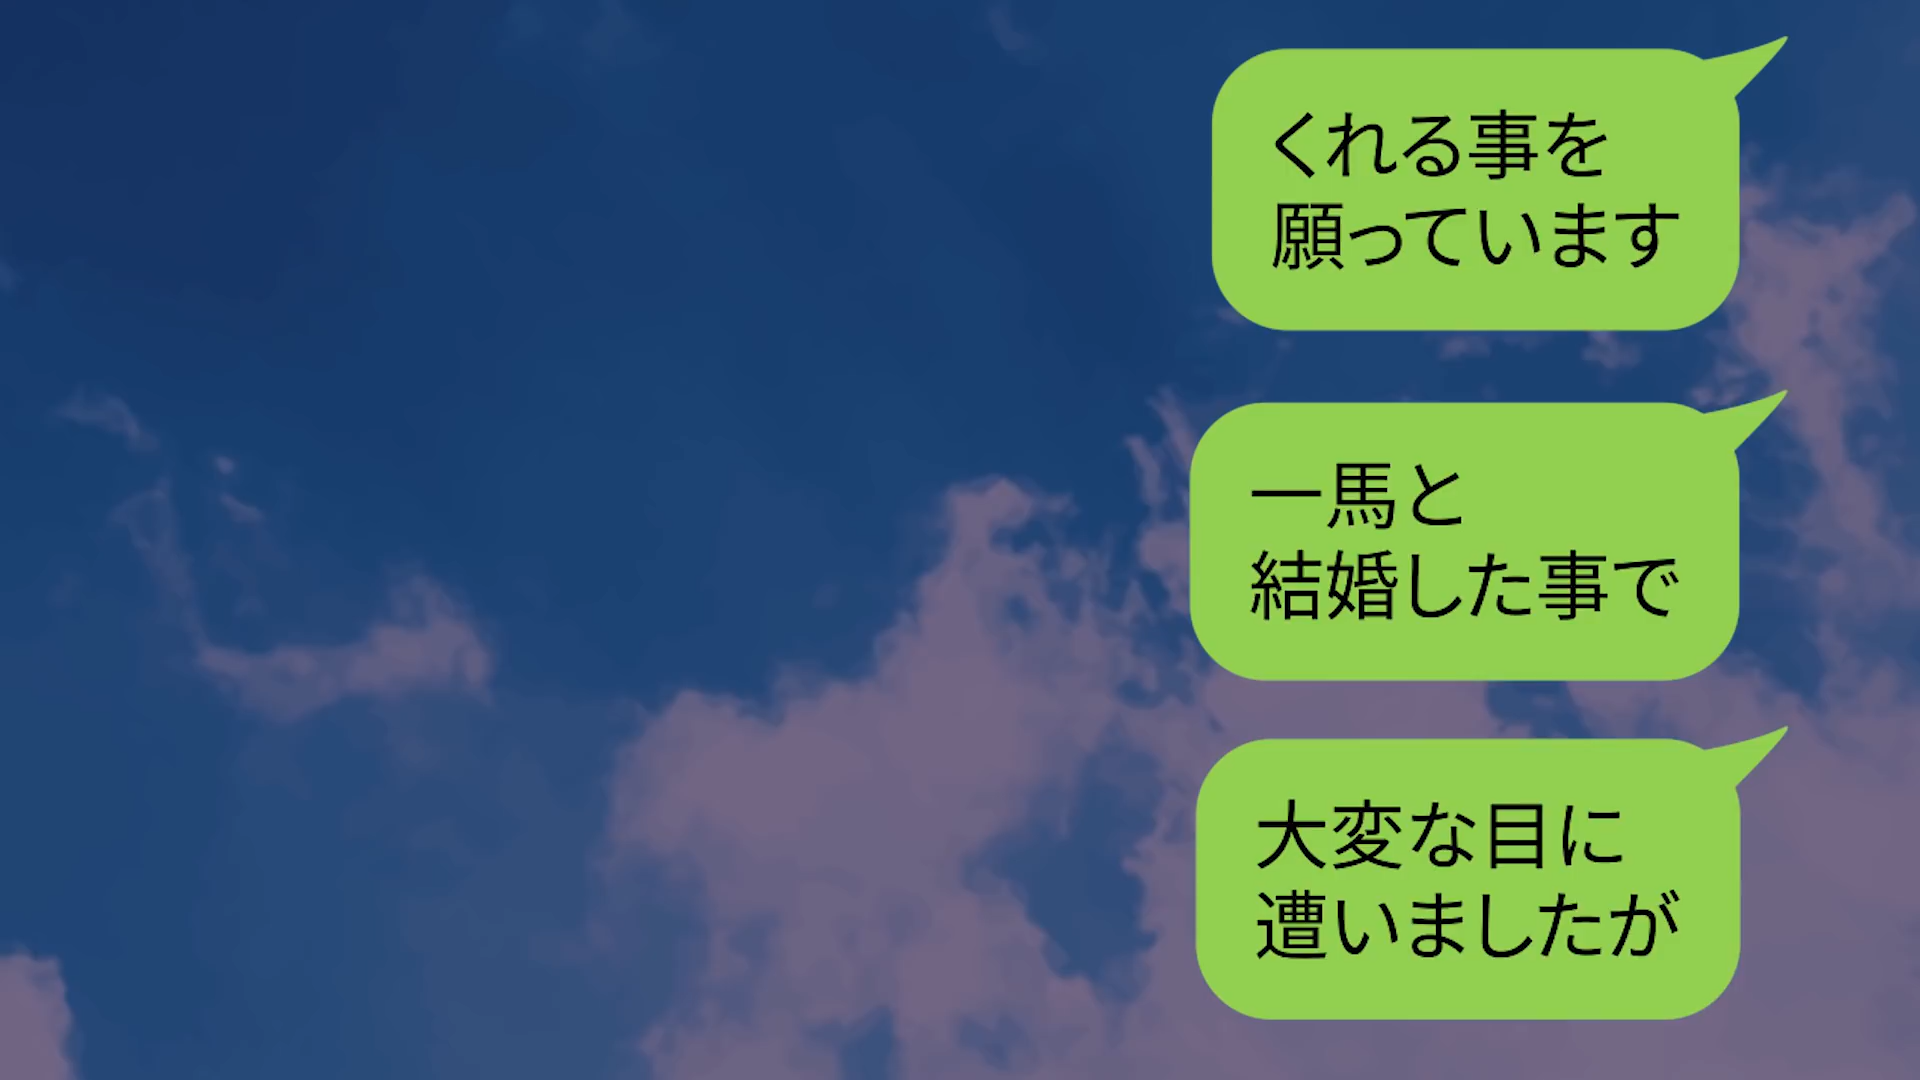 くれる事を
願っています
一馬と
結婚した事で
大変な目に
遭いましたが